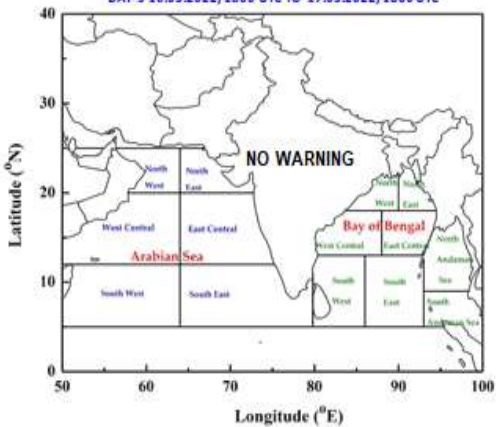 40
30
20
10
0
50
60
70
80
90
100
Latitude (°N)
Longitude (°E)
NO WARNING
North
West
North
East
West Central
East Central
Arabian Sea
South West
South East
North
West
North
East
Bay of Bengal
West Central
East Central
South
West
South
East
North
Andaman
Sea
South
Andaman Sea